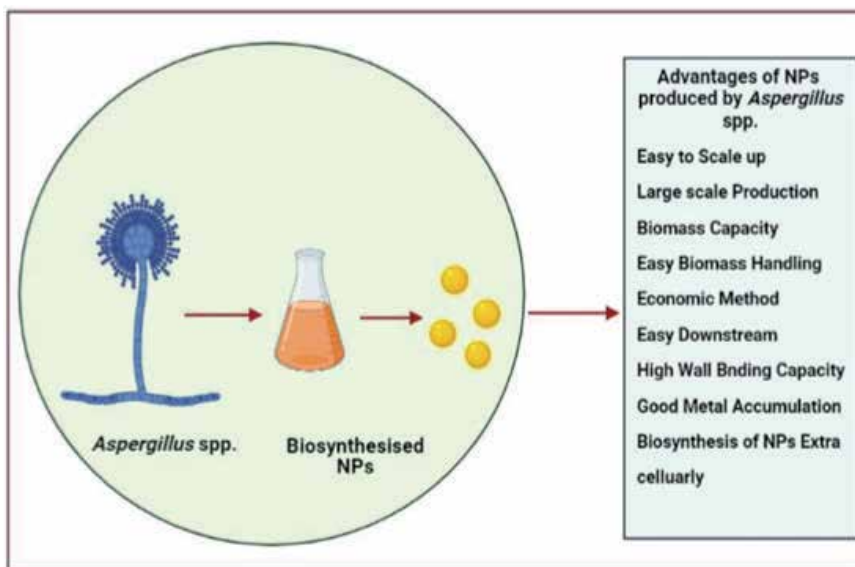 Aspergillus spp.
Biosynthesised
NPs
Advantages of NPs
produced by Aspergillus
spp.
Easy to Scale up
Large scale Production
Biomass Capacity
Easy Biomass Handling
Economic Method
Easy Downstream
High Wall Bnding Capacity
Good Metal Accumulation
Biosynthesis of NPs Extra
celluarly